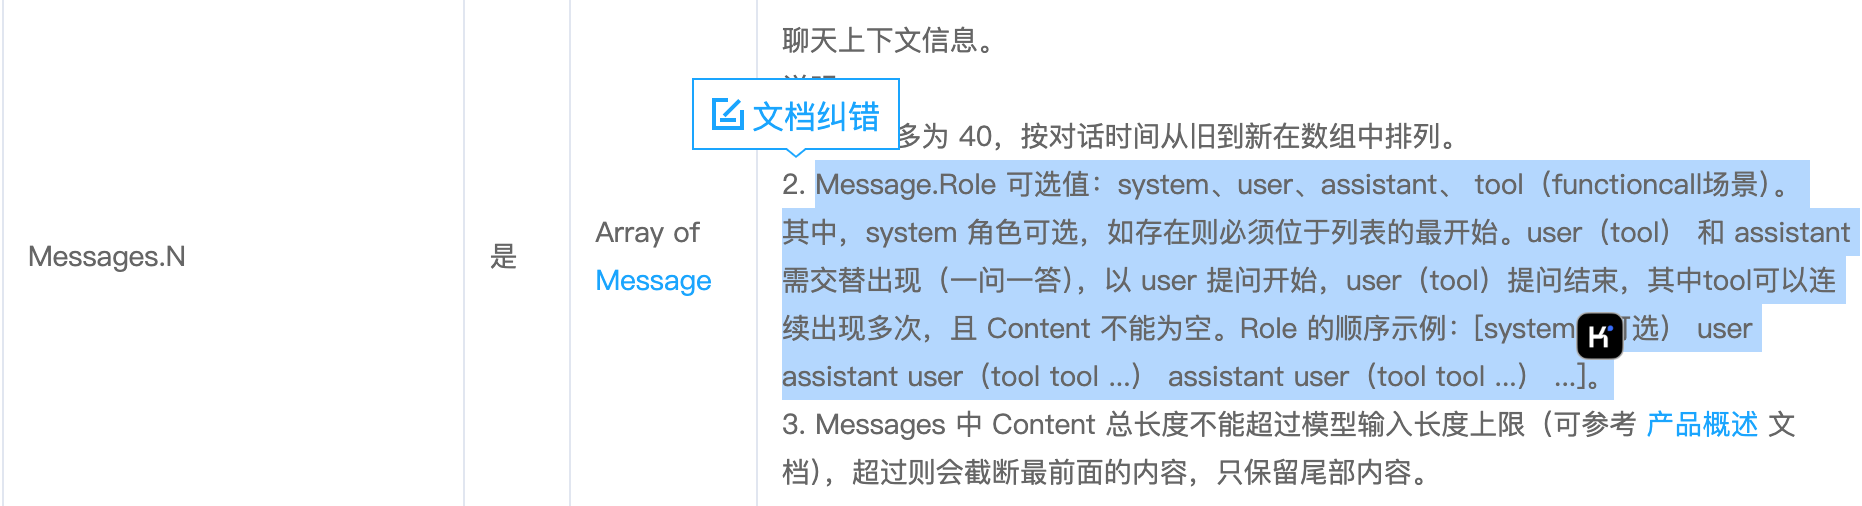 聊天上下文信息。
文档纠错
多为 40，按对话时间从旧到新在数组中排列。
2. Message.Role 可选值：system、user、assistant、 tool（functioncall场景）。
其中，system 角色可选，如存在则必须位于列表的最开始。user（tool） 和 assistant
需交替出现（一问一答），以 user 提问开始，user（tool）提问结束，其中tool可以连
续出现多次，且 Content 不能为空。Role 的顺序示例：[system 可选） user
assistant user（tool tool ...） assistant user（tool tool ...） ...]。
3. Messages 中 Content 总长度不能超过模型输入长度上限（可参考 产品概述 文
档），超过则会截断最前面的内容，只保留尾部内容。
Messages.N
是
Array of
Message